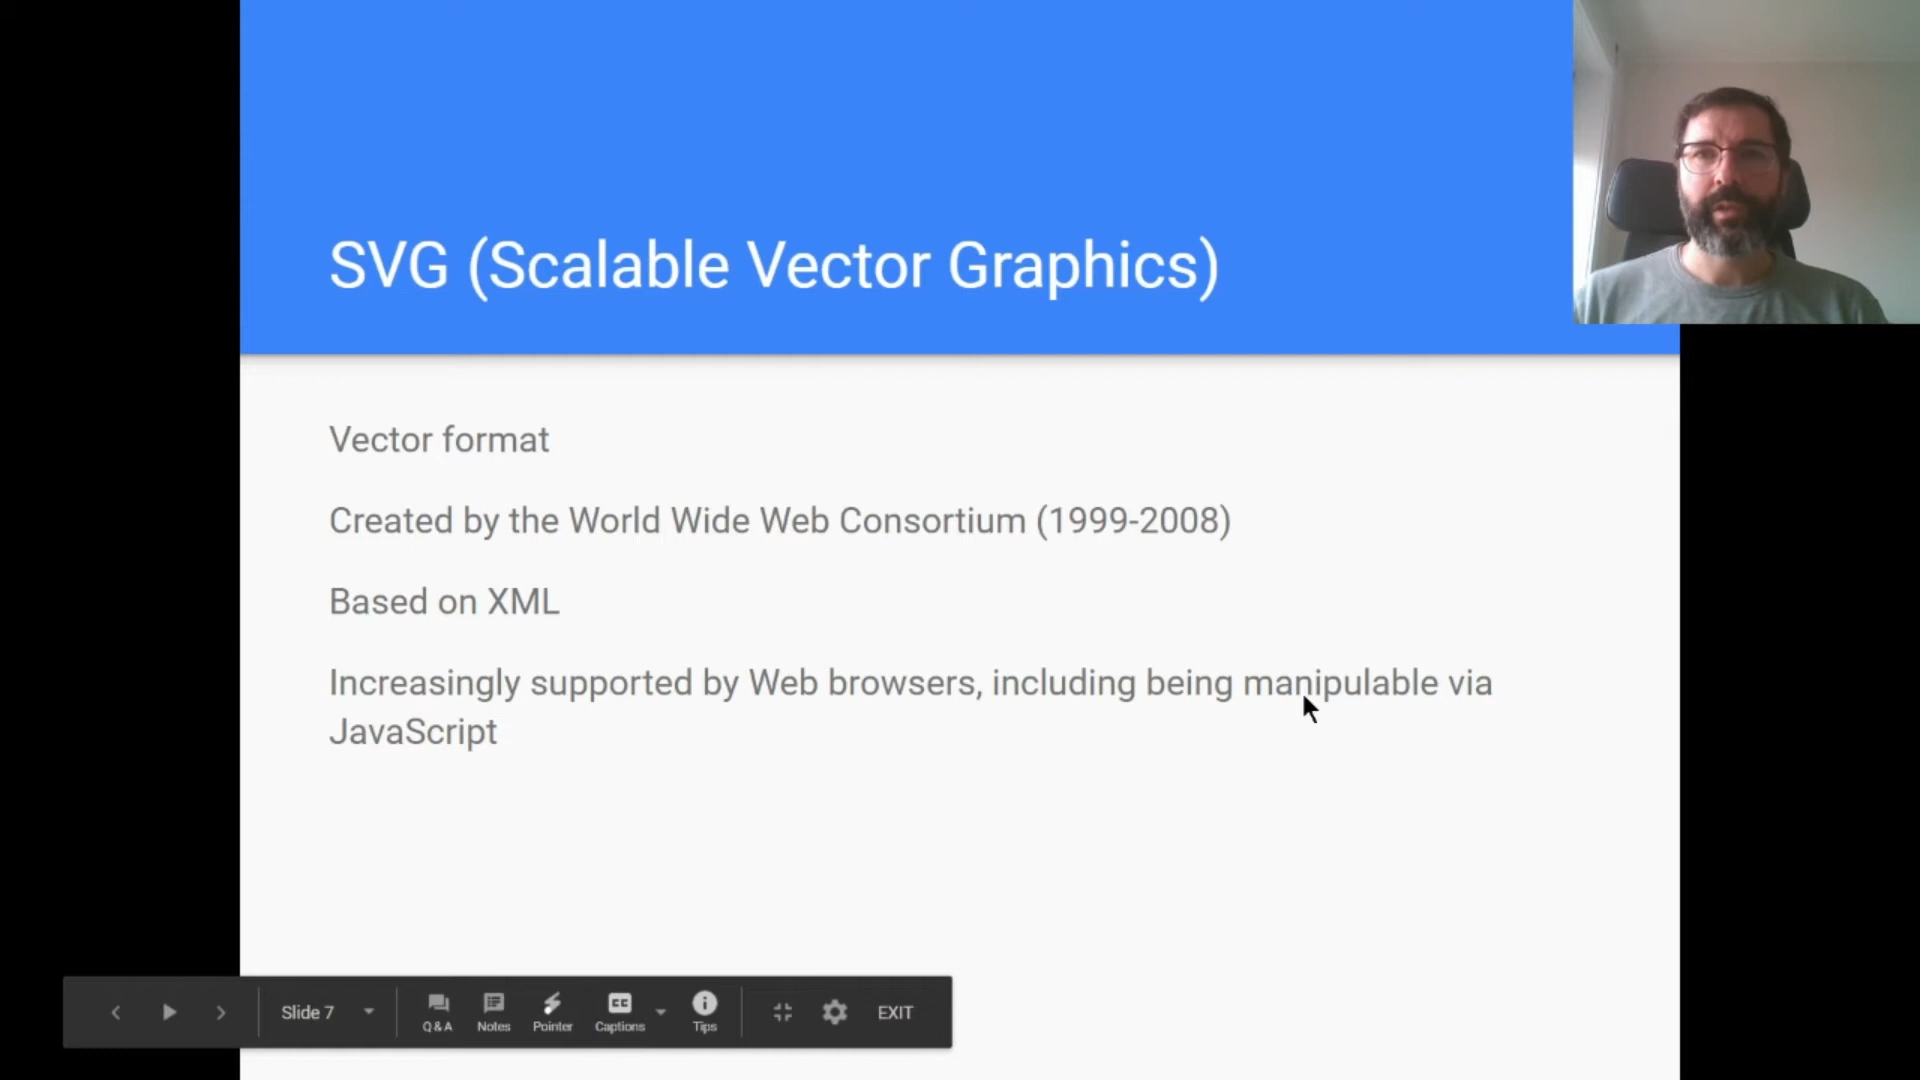 SVG (Scalable Vector Graphics)
Vector format
Created by the World Wide Web Consortium (1999-2008)
Based on XML
Increasingly supported by Web browsers, including being manipulable via
JavaScript
Slide 7
Q & A
Notes
Pointer
CC
Captions
Tips
EXIT